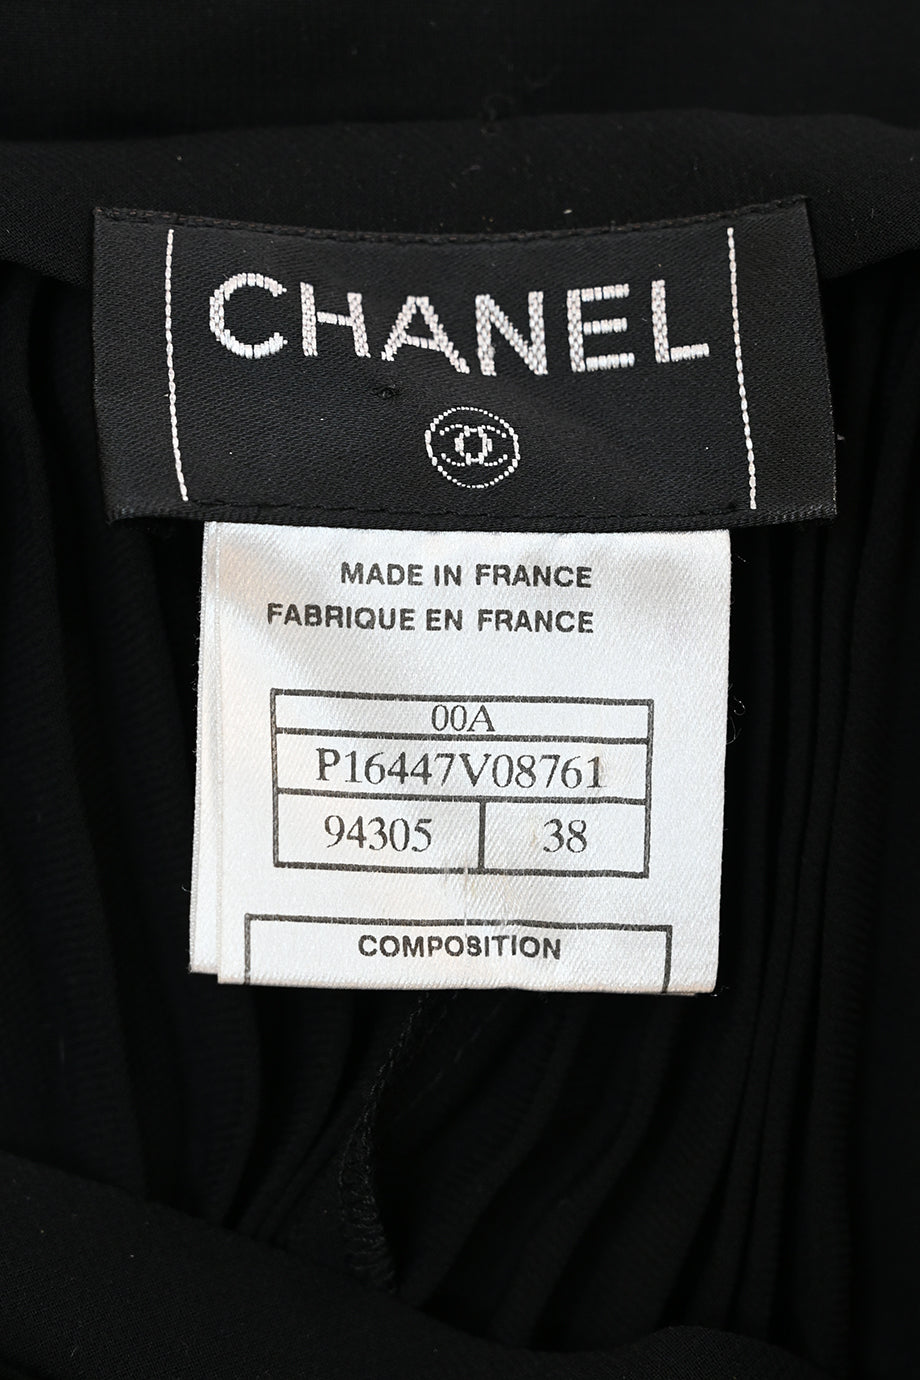 CHANEL
MADE IN FRANCE
FABRIQUE EN FRANCE
00A
P16447V08761
94305 38
COMPOSITION